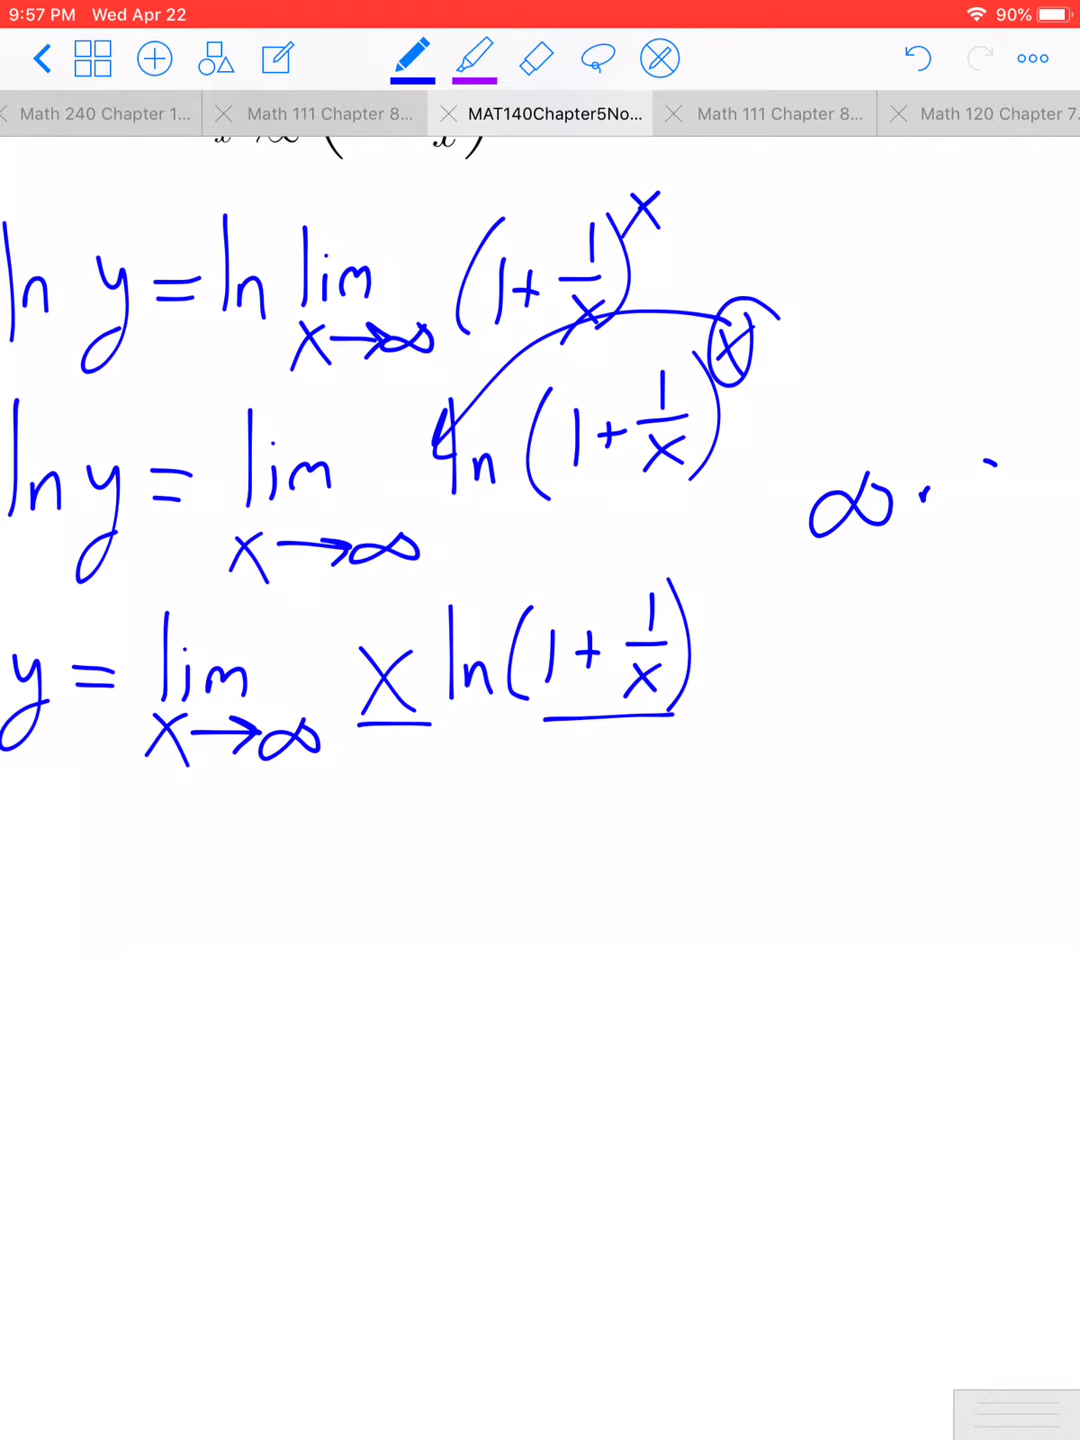 9:57 PM Wed Apr 22 90%
Math 240 Chapter 1... Math 111 Chapter 8... MAT140Chapter5No... Math 111 Chapter 8... Math 120 Chapter 7.
ln y = ln lim x→∞ (1 + 1/x)^x
ln y = lim x→∞ ln (1 + 1/x)^x
∞ ·
y = lim x→∞ x ln(1 + 1/x)